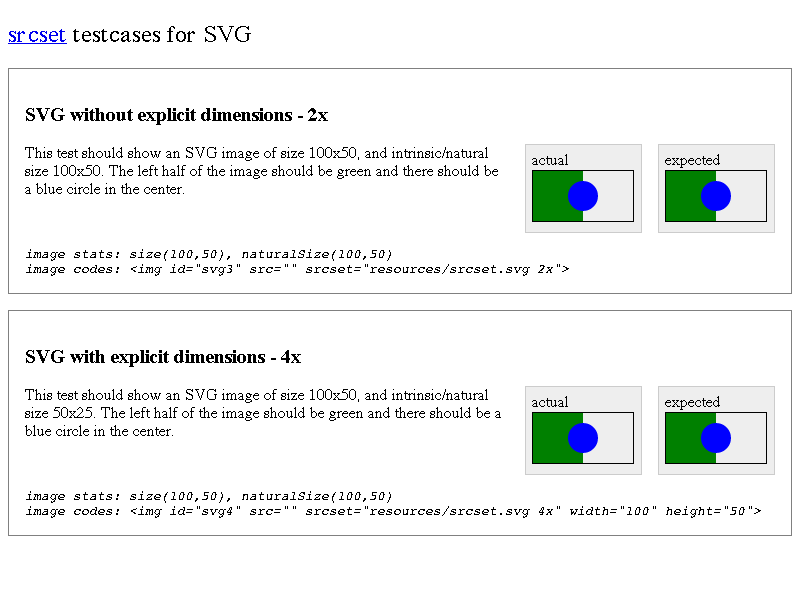 srcset testcases for SVG
SVG without explicit dimensions - 2x
This test should show an SVG image of size 100x50, and intrinsic/natural
size 100x50. The left half of the image should be green and there should be
a blue circle in the center.
actual
expected
image stats: size(100,50), naturalSize(100,50)
image codes: <img id="svg3" src="" srcset="resources/srcset.svg 2x">
SVG with explicit dimensions - 4x
This test should show an SVG image of size 100x50, and intrinsic/natural
size 50x25. The left half of the image should be green and there should be a
blue circle in the center.
actual
expected
image stats: size(100,50), naturalSize(100,50)
image codes: <img id="svg4" src="" srcset="resources/srcset.svg 4x" width="100" height="50">